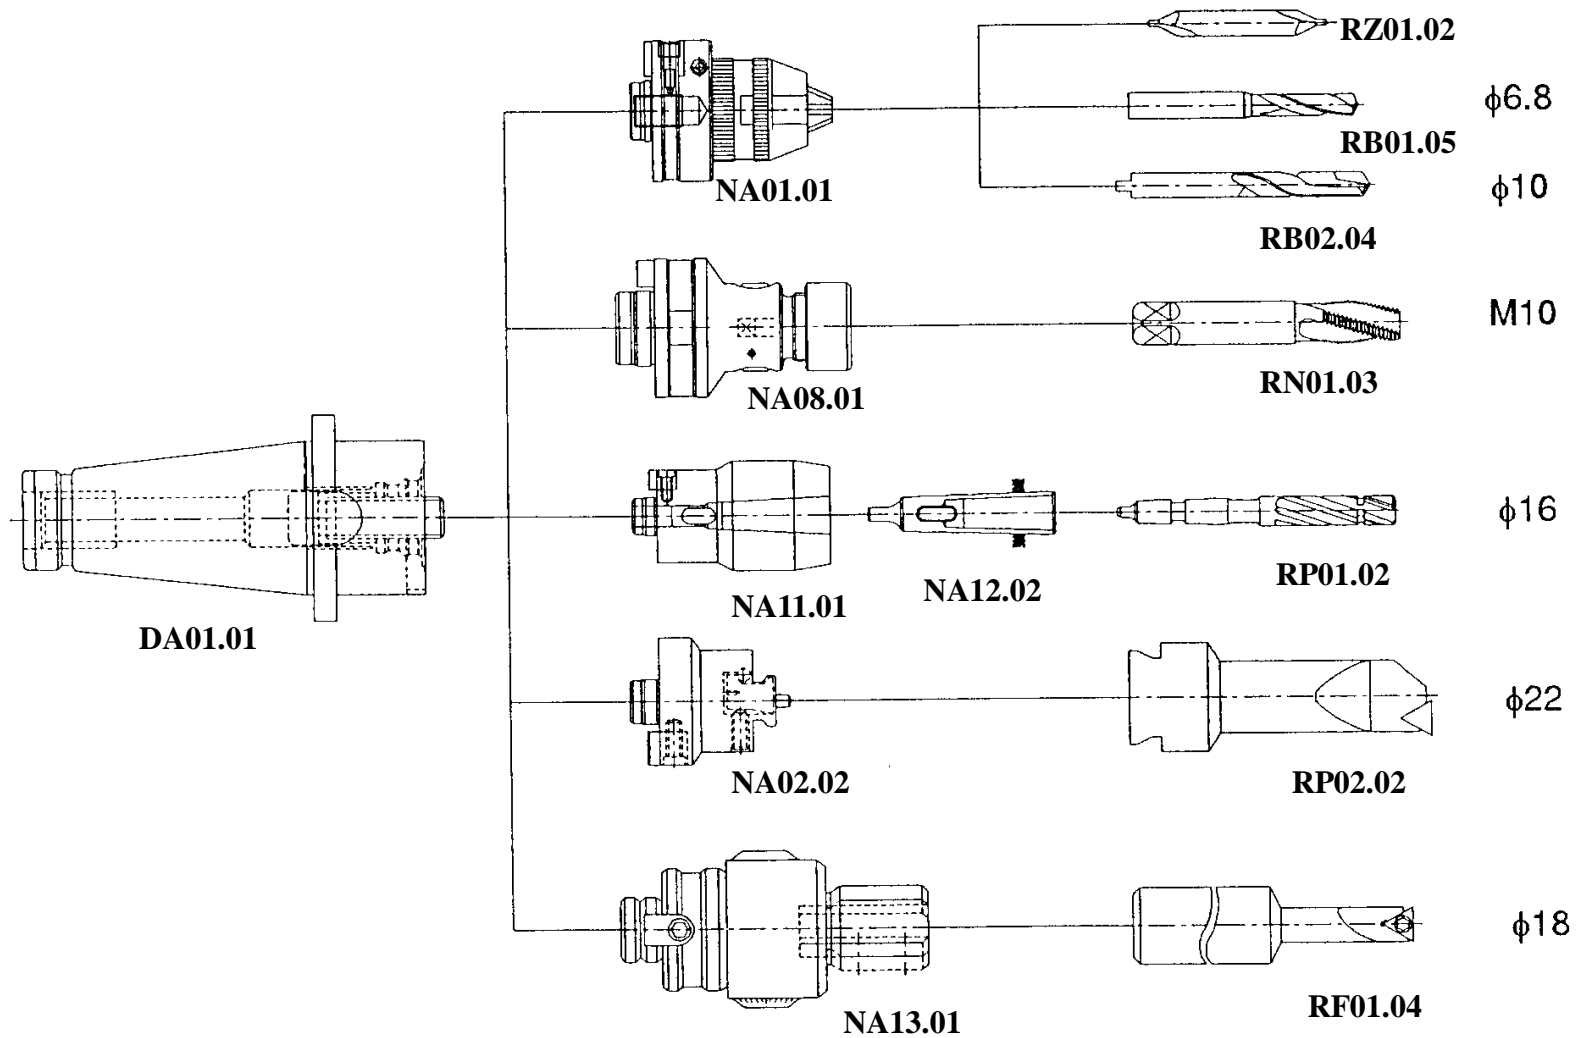 RZ01.02
φ6.8
RB01.05
NA01.01
φ10
RB02.04
M10
NA08.01
RN01.03
φ16
NA11.01
NA12.02
RP01.02
DA01.01
φ22
NA02.02
RP02.02
φ18
NA13.01
RF01.04